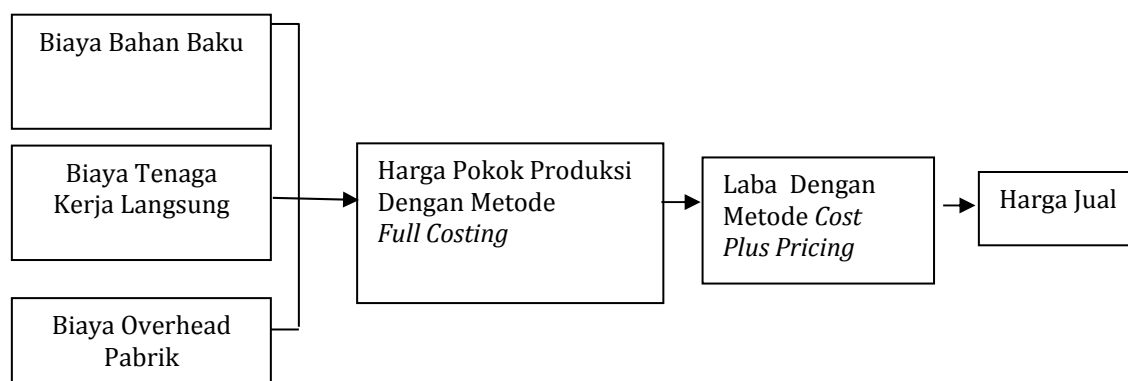 Biaya Bahan Baku
Biaya Tenaga
Kerja Langsung
Biaya Overhead
Pabrik
Harga Pokok Produksi
Dengan Metode
Full Costing
Laba Dengan
Metode Cost
Plus Pricing
Harga Jual